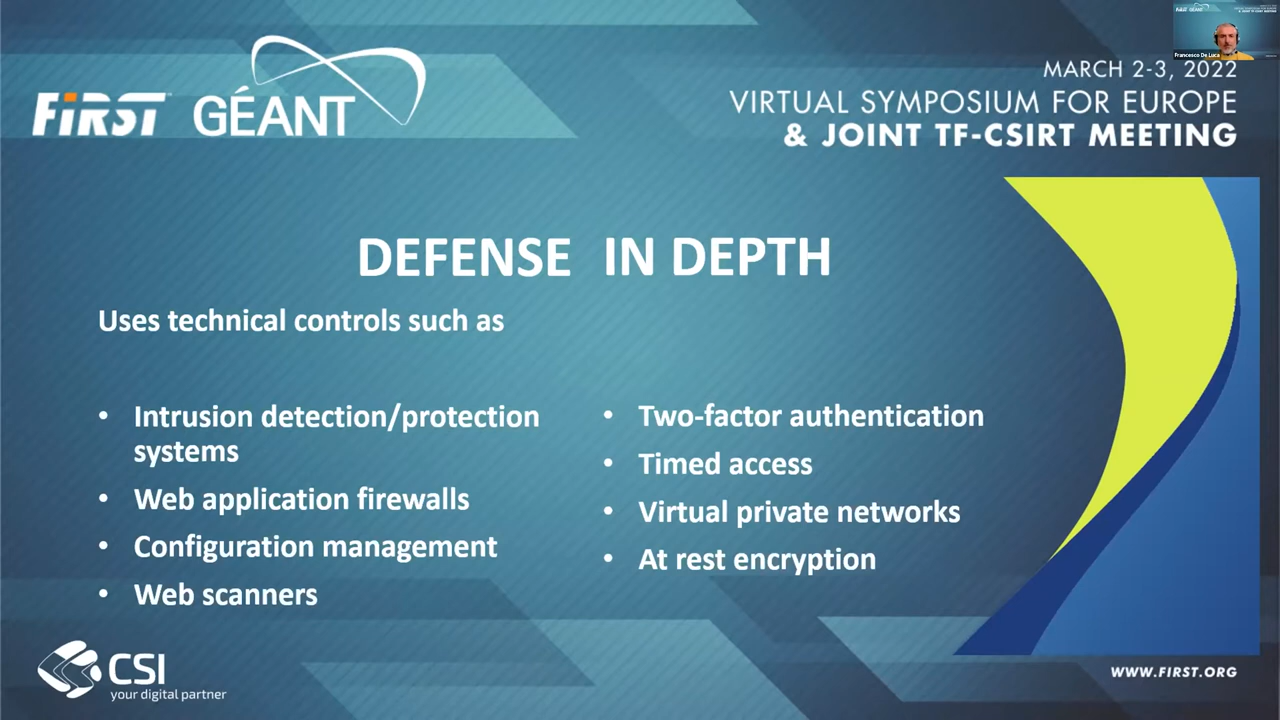 FIRST
GÉANT
Francesco De Luca
MARCH 2-3, 2022
VIRTUAL SYMPOSIUM FOR EUROPE
& JOINT TF-CSIRT MEETING
DEFENSE IN DEPTH
Uses technical controls such as
• Intrusion detection/protection
systems
• Web application firewalls
• Configuration management
• Web scanners
• Two-factor authentication
• Timed access
• Virtual private networks
• At rest encryption
CSI
your digital partner
WWW.FIRST.ORG